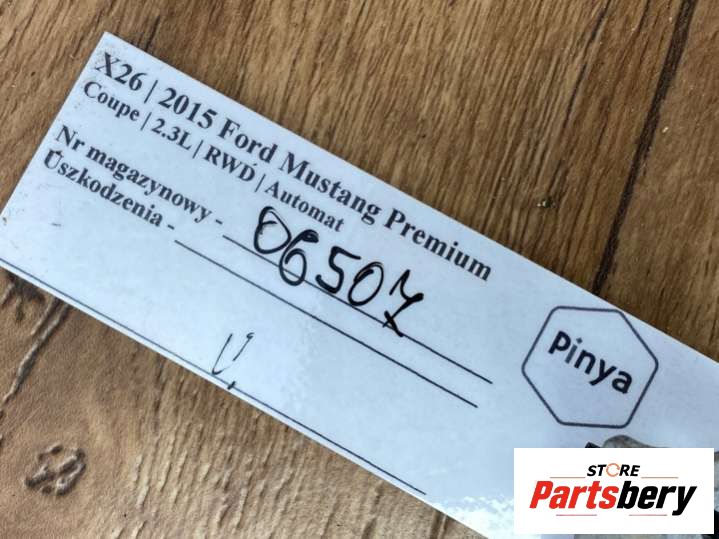 X26 | 2015 Ford Mustang Premium
Coupe | 2.3L | RWD | Automat
Nr magazynowy - 06507
Uszkodzenia -
Pinya
STORE
Partsbery